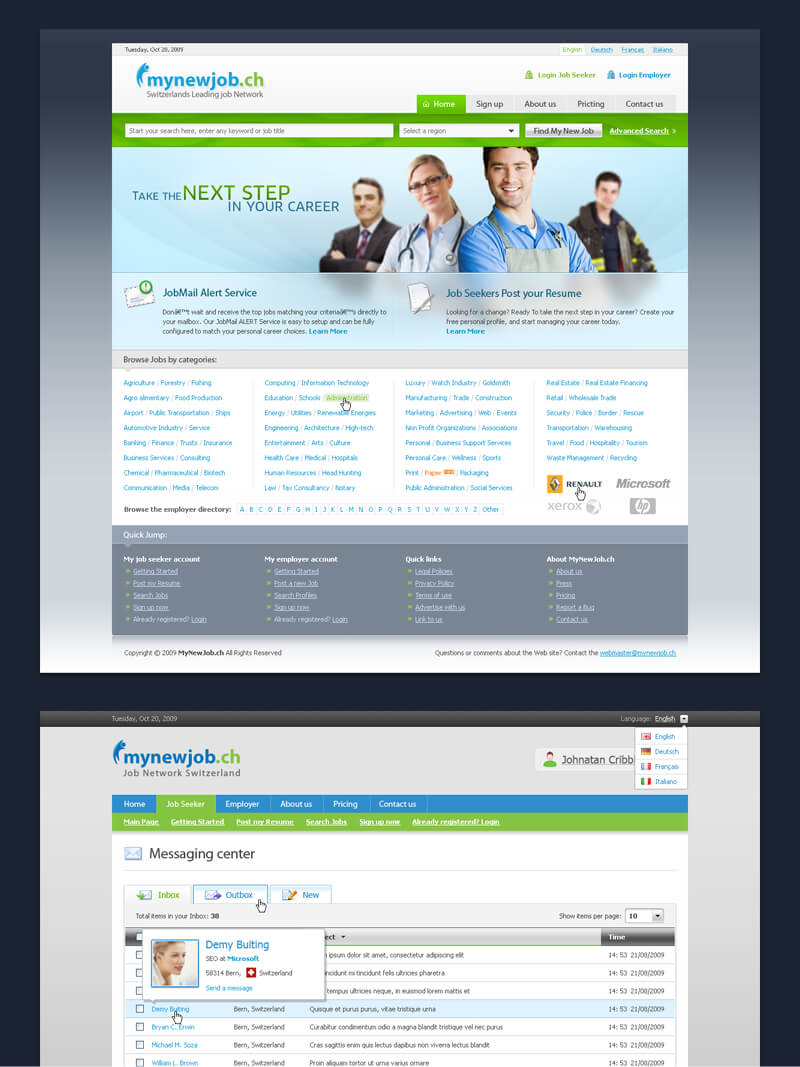 Tuesday, Oct 20, 2009
English Deutsch Français Italiano
mynewjob.ch
Switzerlands Leading job Network
Login Job Seeker Login Employer
Home Sign up About us Pricting Contact us
Start your search here, enter any keyword or job title Select a region Find My New Job Advanced Search >
TAKE THE NEXT STEP
IN YOUR CAREER
JobMail Alert Service
Donâ€™t wait and receive the top jobs matching your criteriaâ€™s directly to
your mailbox. Our JobMail ALERT Service is easy to setup and can be fully
configured to match your personal career choices. Learn More
Job Seekers Post your Resume
Looking for a change? Ready To take the next step in your career? Create your
free personal profile, and start managing your career today.
Learn More
Browse Jobs by categories:
Agriculture / Forestry / Fishing
Agro alimentary / Food Production
Airport / Public Transportation / Ships
Automotive Industry / Service
Banking / Finance / Trusts / Insurance
Business Services / Consulting
Chemical / Pharmaceutical / Biotech
Communication / Media / Telecom
Computing / Information Technology
Education / Schools / Administration
Energy / Utilities / Renewable Energies
Engineering / Architecture / High-tech
Entertainment / Arts / Culture
Health Care / Medical / Hospitals
Human Resources / Head Hunting
Law / Tax Consultancy / Notary
Luxury / Watch Industry / Goldsmith
Manufacturing / Trade / Construction
Marketing / Advertising / Web / Events
Non Profit Organizations / Associations
Personal / Business Support Services
Personal Care / Wellness / Sports
Print / Paper / Packaging
Public Administration / Social Services
Real Estate / Real Estate Financing
Retail / Wholesale Trade
Security / Police / Border / Rescue
Transportation / Warehousing
Travel / Food / Hospitality / Tourism
Waste Management / Recycling
RENAULT Microsoft
xerox hp
Browse the employer directory: A B C D E F G H I J K L M N O P Q R S T U V W X Y Z Other
Quick Jump:
My job seeker account
» Getting Started
» Post my Resume
» Search Jobs
» Sign up now
» Already registered? Login
My employer account
» Getting Started
» Post a new Job
» Search Profiles
» Sign up now
» Already registered? Login
Quick links
» Legal Policies
» Privacy Policy
» Terms of use
» Advertise with us
» Link to us
About MyNewJob.ch
» About us
» Press
» Pricing
» Report a Bug
» Contact us
Copyright © 2009 MyNewJob.ch All Rights Reserved
Questions or comments about the Web site? Contact the webmaster@mynewjob.ch
Tuesday, Oct 20, 2009
Language: English
English
Deutsch
Français
Italiano
mynewjob.ch
Job Network Switzerland
Johnatan Cribb
Home Job Seeker Employer About us Pricing Contact us
Main Page Getting Started Post my Resume Search Jobs Sign up now Already registered? Login
Messaging center
Inbox Outbox New
Total items in your Inbox: 38
Show items per page: 10
ect Time
Demy Buiting
SEO at Microsoft
58314 Bern, Switzerland
Send a message
ipsum dolor sit amet, consectetur adipiscing elit 14: 53 21/08/2009
ncidunt mi tincidunt felis ultricies pharetra 14: 53 21/08/2009
tempus ultricies neque, in euismod lorem mattis et 14: 53 21/08/2009
Demy Buiting Bern, Switzerland Quisque et purus purus, vitae tristique urna 14: 53 21/08/2009
Bryan C. Erwin Bern, Switzerland Curabitur condimentum odio a magna blandit tristique vel nec purus 14: 53 21/08/2009
Michael M. Soza Bern, Switzerland Cras sagittis enim quis lectus dapibus non viverra lectus blandit 14: 53 21/08/2009
William L. Brown Bern, Switzerland Proin aliquam tortor ut urna varius ornare 14: 53 21/08/2009